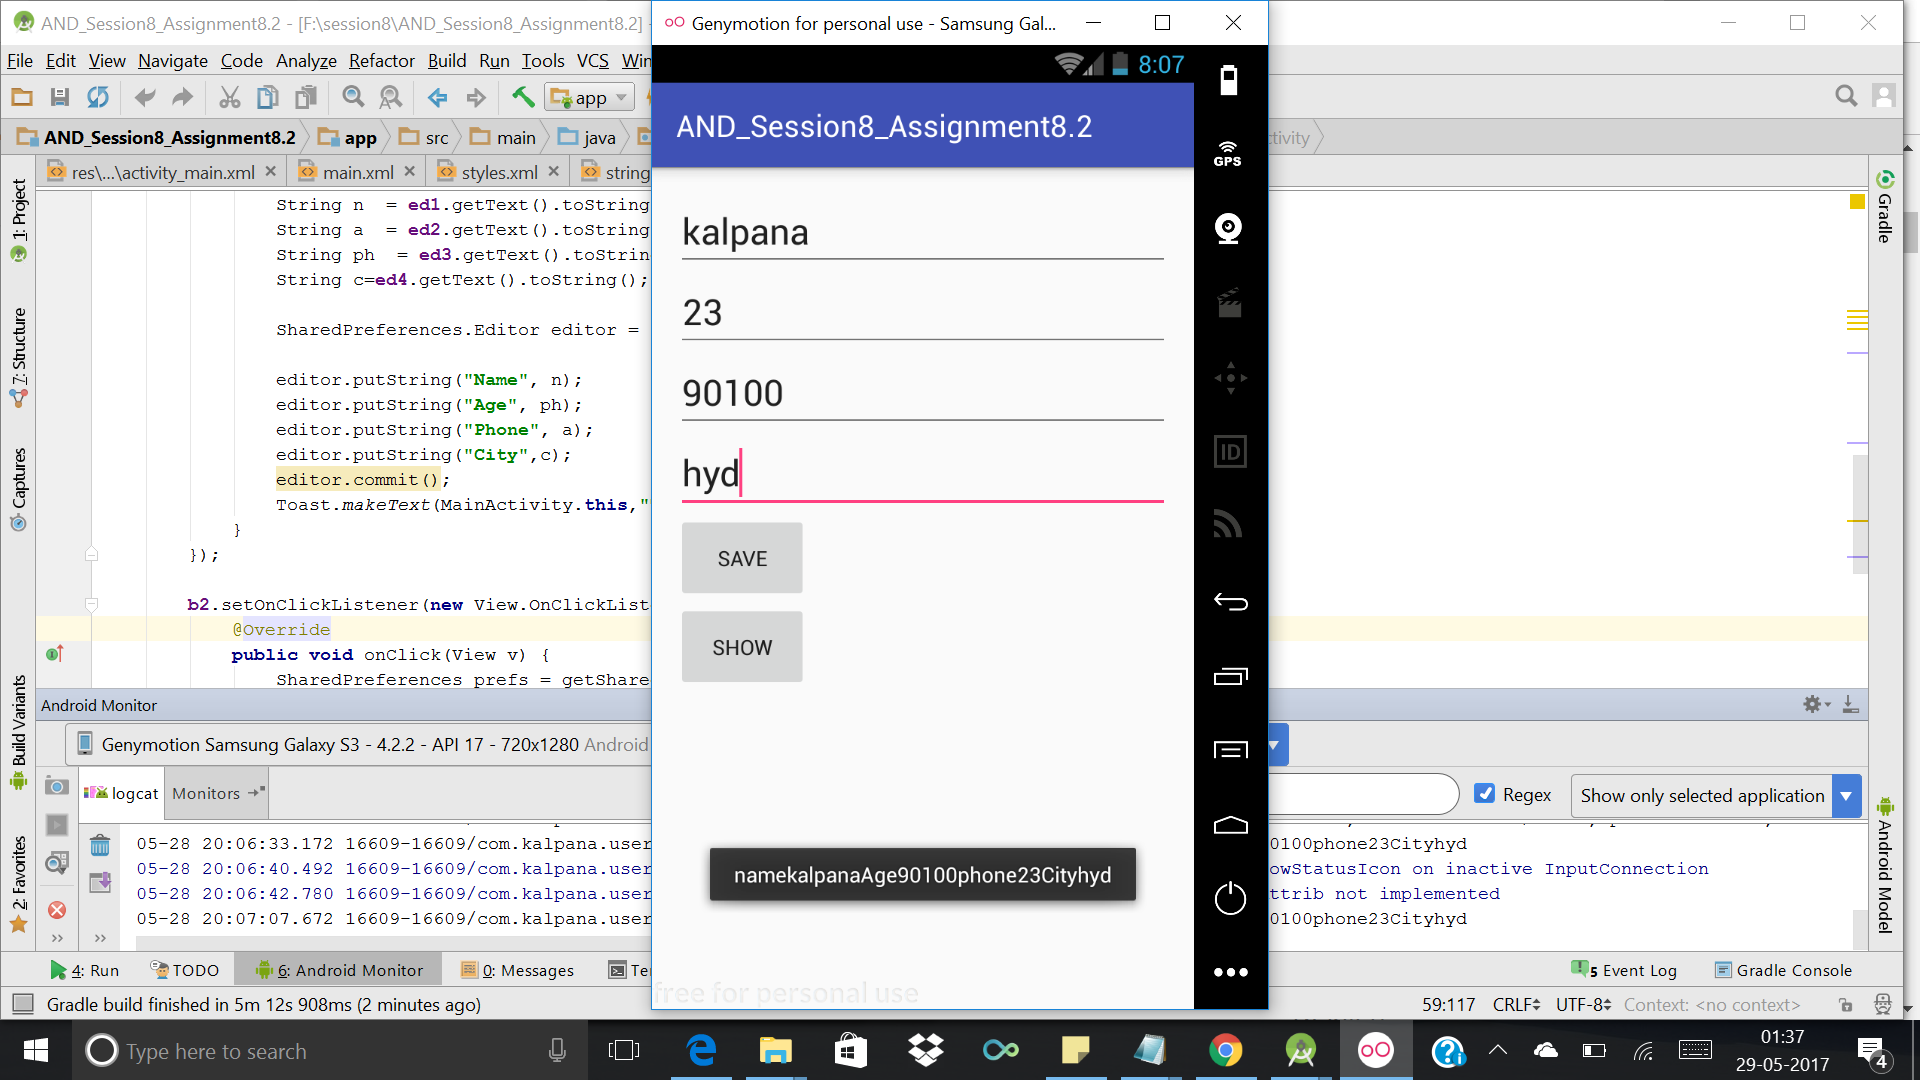 AND_Session8_Assignment8.2 - [F:\session8\AND_Session8_Assignment8.2] -
File Edit View Navigate Code Analyze Refactor Build Run Tools VCS Win
app
AND_Session8_Assignment8.2 app src main java
tivity
res\...\activity_main.xml main.xml styles.xml string
1: Project
7: Structure
Captures
Build Variants
2: Favorites
String n = ed1.getText().toString
String a = ed2.getText().toString
String ph = ed3.getText().toStrin
String c=ed4.getText().toString();
SharedPreferences.Editor editor =
editor.putString("Name", n);
editor.putString("Age", ph);
editor.putString("Phone", a);
editor.putString("City",c);
editor.commit();
Toast.makeText(MainActivity.this,"
}
});
b2.setOnClickListener(new View.OnClickListe
@Override
public void onClick(View v) {
SharedPreferences prefs = getShare
Genymotion for personal use - Samsung Gal...
8:07
AND_Session8_Assignment8.2
kalpana
23
90100
hyd
SAVE
SHOW
namekalpanaAge90100phone23Cityhyd
free for personal use
GPS
ID
Gradle
Android Model
Android Monitor
Genymotion Samsung Galaxy S3 - 4.2.2 - API 17 - 720x1280 Android
logcat Monitors
Regex Show only selected application
05-28 20:06:33.172 16609-16609/com.kalpana.user
0100phone23Cityhyd
05-28 20:06:40.492 16609-16609/com.kalpana.user
owStatusIcon on inactive InputConnection
05-28 20:06:42.780 16609-16609/com.kalpana.user
ttrib not implemented
05-28 20:07:07.672 16609-16609/com.kalpana.user
0100phone23Cityhyd
4: Run TODO 6: Android Monitor 0: Messages Te
5 Event Log Gradle Console
Gradle build finished in 5m 12s 908ms (2 minutes ago)
59:117 CRLF UTF-8 Context: <no context>
Type here to search
01:37
29-05-2017
4